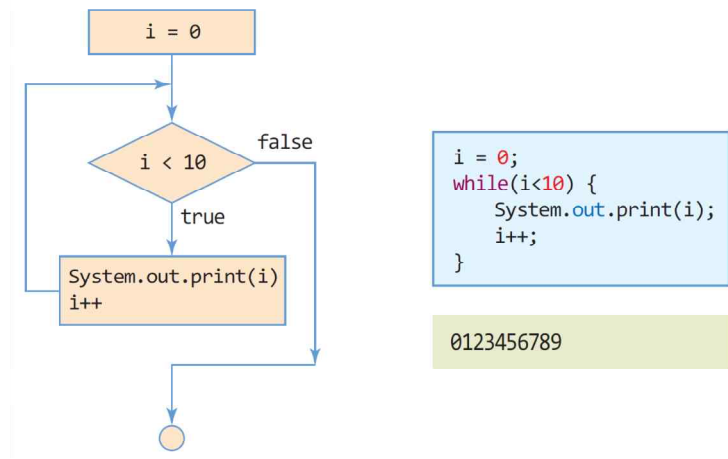 i = 0
i < 10
false
true
System.out.print(i)
i++
i = 0;
while(i<10) {
System.out.print(i);
i++;
}
0123456789